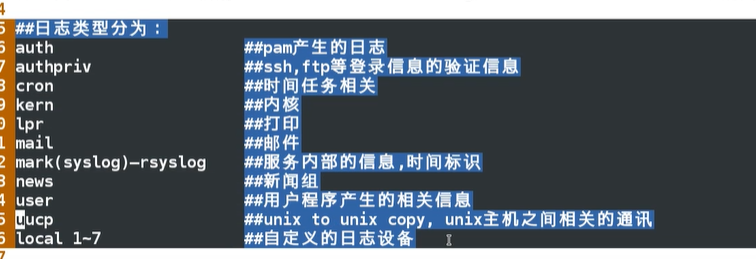 4
5 ##日志类型分为：
6 auth ##pam产生的日志
7 authpriv ##ssh,ftp等登录信息的验证信息
8 cron ##时间任务相关
9 kern ##内核
0 lpr ##打印
1 mail ##邮件
2 mark(syslog)—rsyslog ##服务内部的信息,时间标识
3 news ##新闻组
4 user ##用户程序产生的相关信息
5 uucp ##unix to unix copy, unix主机之间相关的通讯
6 local 1~7 ##自定义的日志设备
7